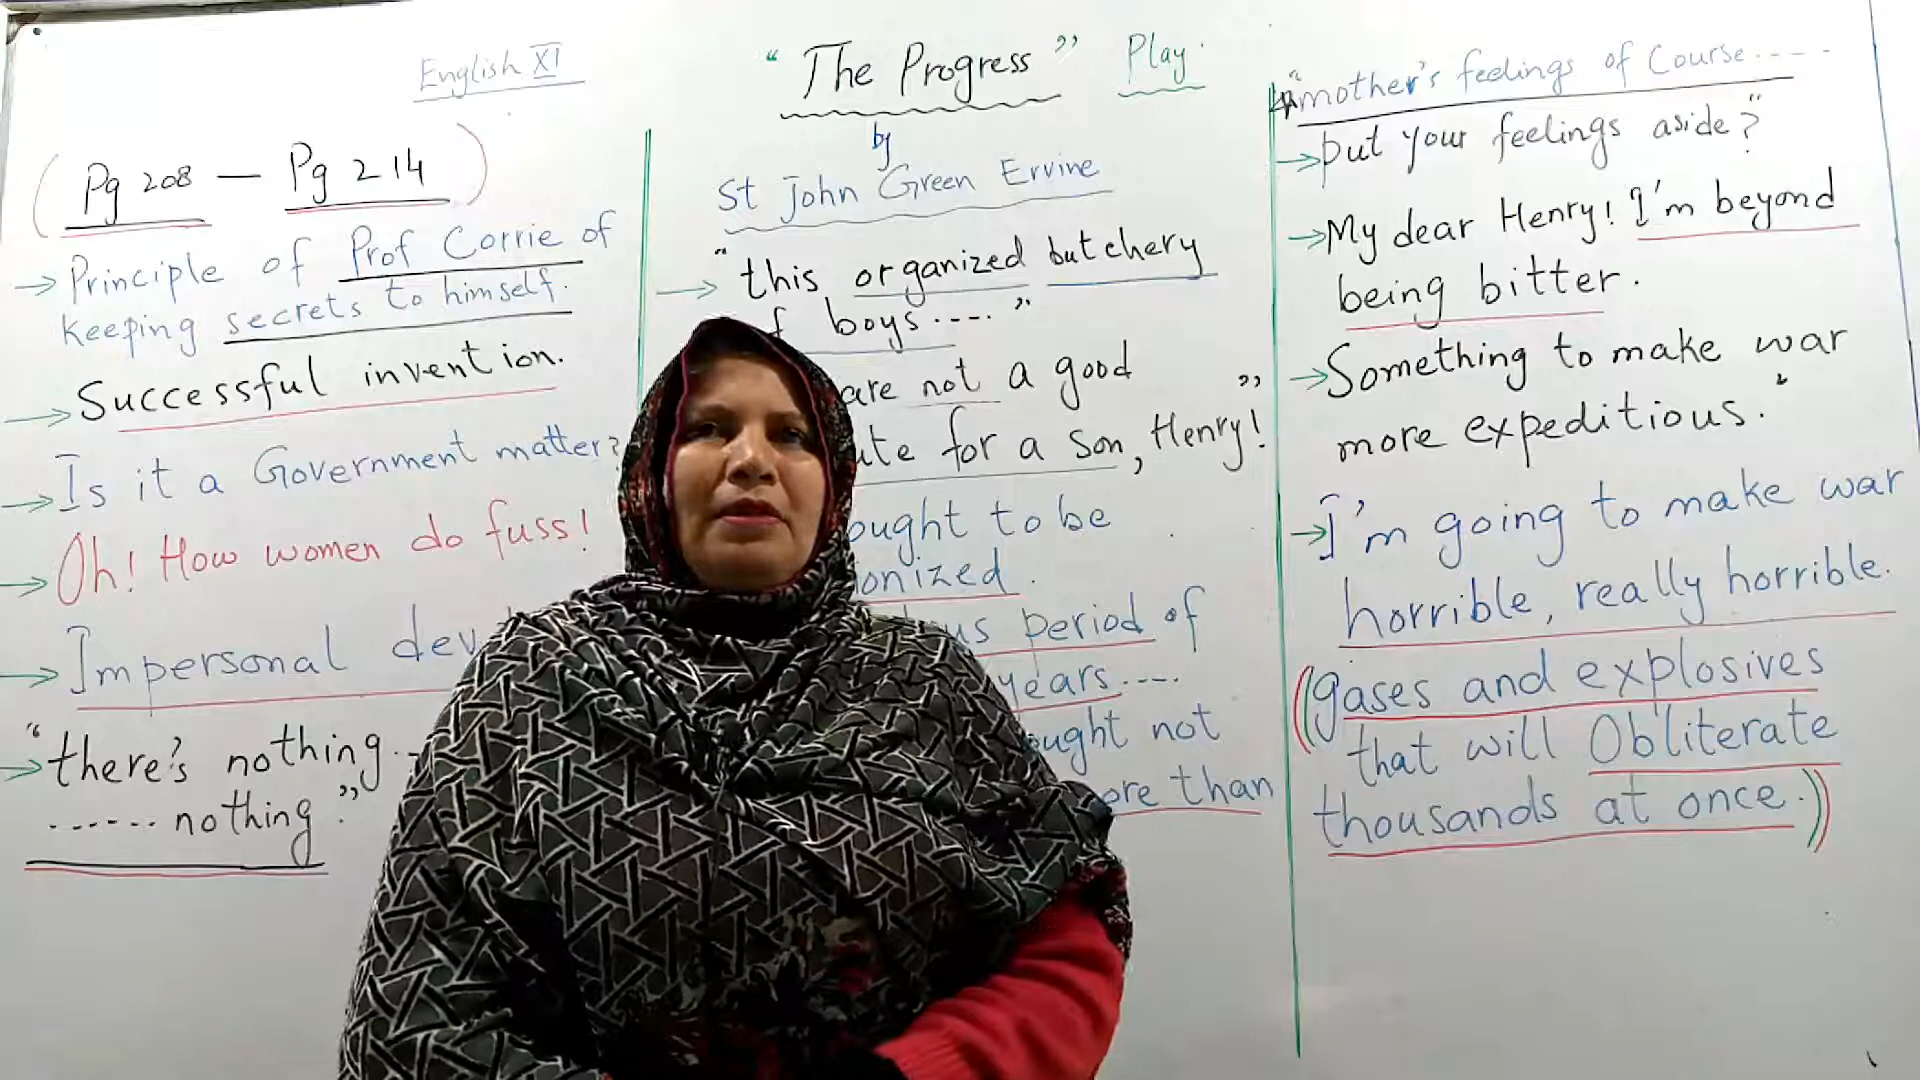 English XI
(Pg 208 — Pg 214)
→ Principle of Prof Corrie of
keeping secrets to himself.
→ Successful invention.
→ Is it a Government matter?
→ Oh! How women do fuss!
→ Impersonal
"there's nothing
nothing."
"The Progress" Play
by
St John Green Ervine
→ "this organized butchery
boys....."
are not a good
for a son, Henry!"
ought to be
period of
years....
ought not
than
"mother's feelings of Course.....
→ put your feelings aside?"
→ My dear Henry! I'm beyond
being bitter.
→ Something to make war
more expeditious.
→ I'm going to make war
horrible, really horrible.
(gases and explosives
that will Obliterate
thousands at once.)